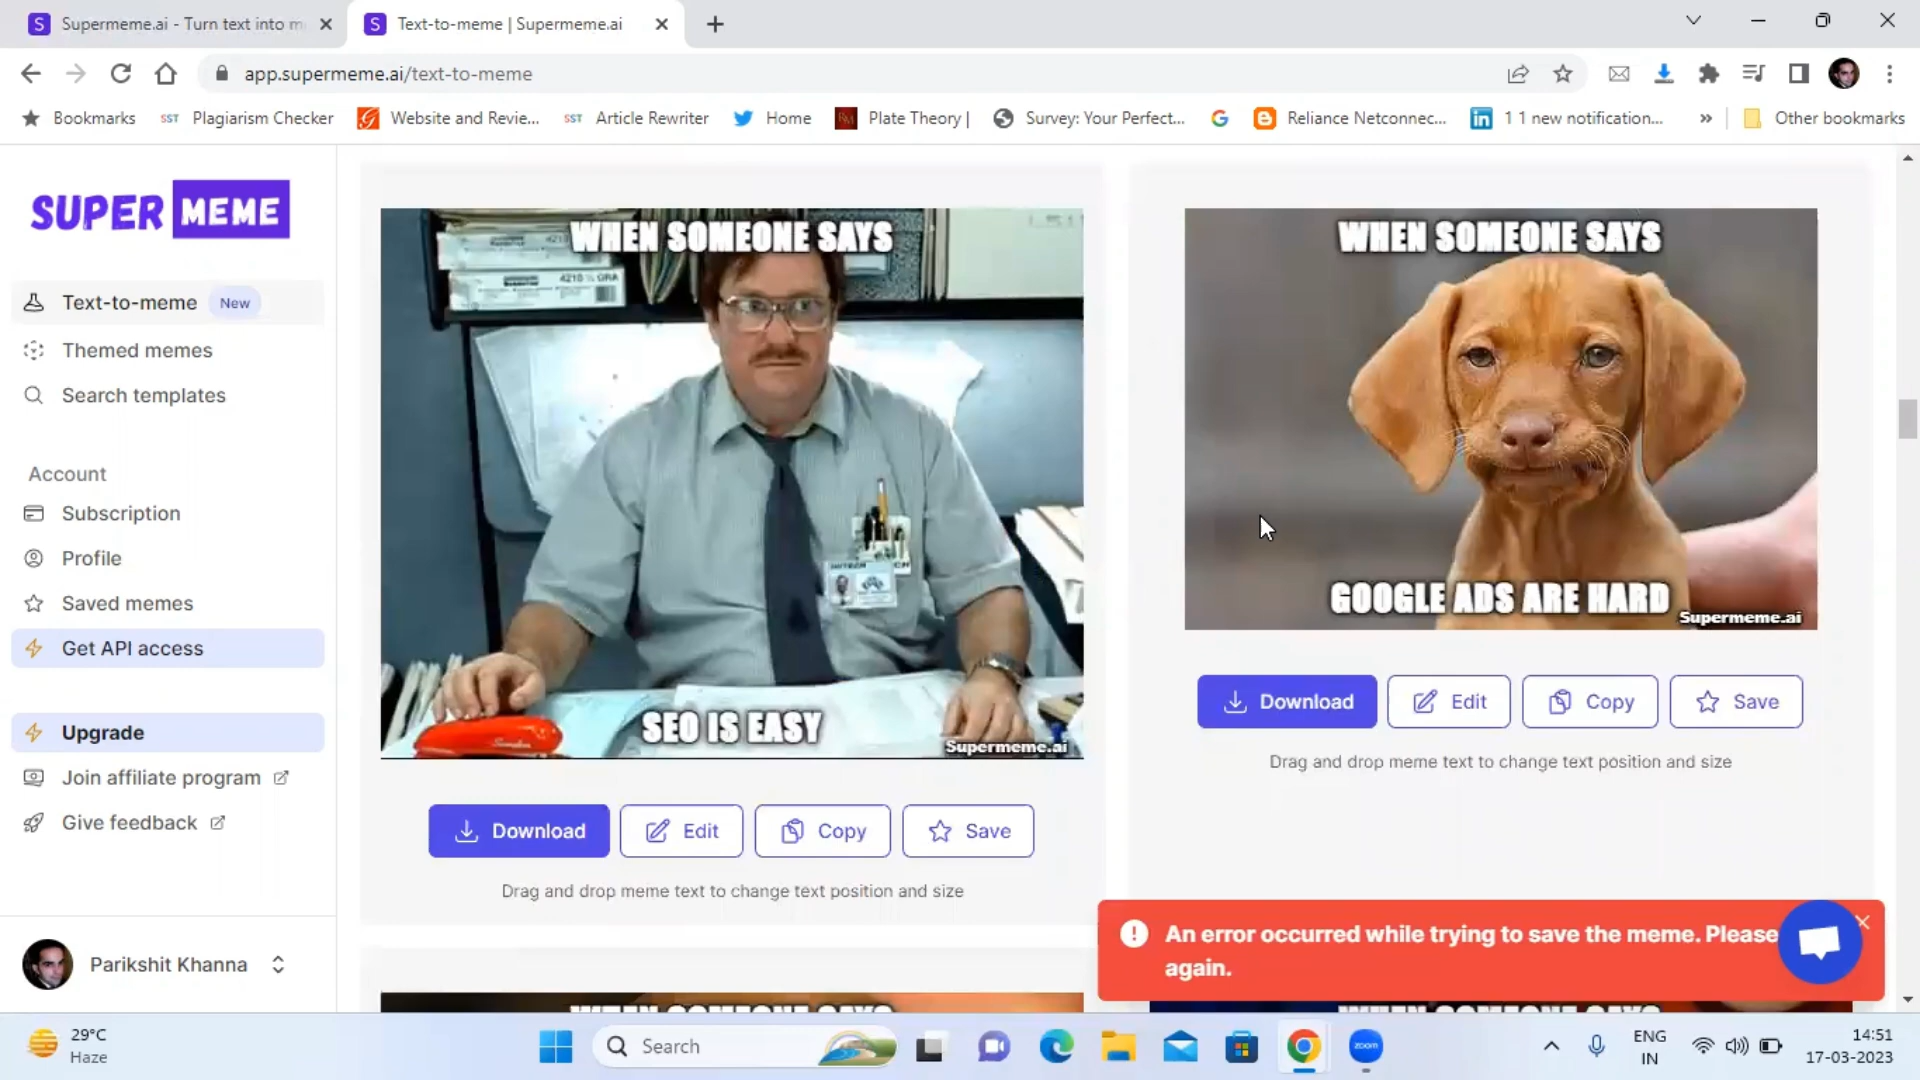 Supermeme.ai - Turn text into m
Text-to-meme | Supermeme.ai
app.supermeme.ai/text-to-meme
Bookmarks
SST Plagiarism Checker
Website and Revie...
SST Article Rewriter
Home
Plate Theory |
Survey: Your Perfect...
Reliance Netconnec...
1 1 new notification...
Other bookmarks
SUPER MEME
Text-to-meme New
Themed memes
Search templates
Account
Subscription
Profile
Saved memes
Get API access
Upgrade
Join affiliate program
Give feedback
Parikshit Khanna
WHEN SOMEONE SAYS
SEO IS EASY
Supermeme.ai
Download
Edit
Copy
Save
Drag and drop meme text to change text position and size
WHEN SOMEONE SAYS
GOOGLE ADS ARE HARD
Supermeme.ai
Download
Edit
Copy
Save
Drag and drop meme text to change text position and size
An error occurred while trying to save the meme. Please
again.
29°C
Haze
Search
zoom
ENG
IN
14:51
17-03-2023